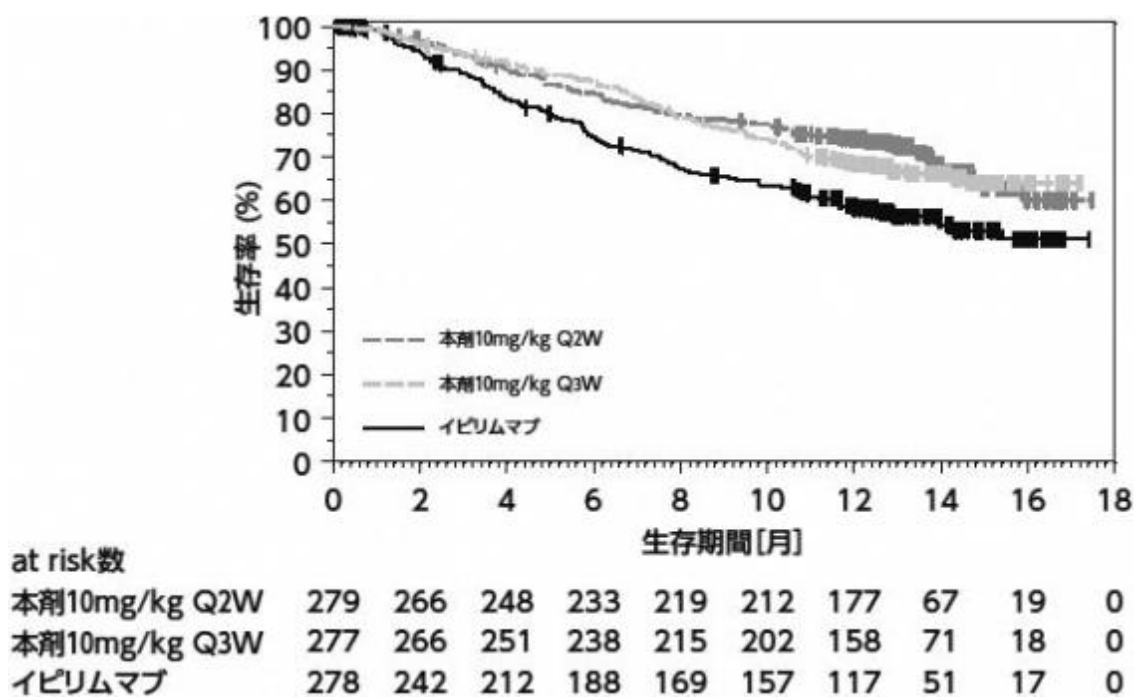 100
90
80
70
60
50
40
30
20
10
0
生存率 (%)
本剤10mg/kg Q2W
本剤10mg/kg Q3W
イピリムマブ
0 2 4 6 8 10 12 14 16 18
生存期間[月]
at risk数
本剤10mg/kg Q2W 279 266 248 233 219 212 177 67 19 0
本剤10mg/kg Q3W 277 266 251 238 215 202 158 71 18 0
イピリムマブ 278 242 212 188 169 157 117 51 17 0